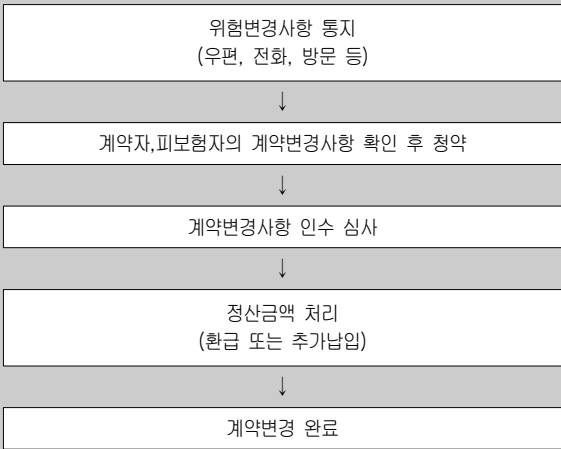 위험변경사항 통지
(우편, 전화, 방문 등)
↓
계약자,피보험자의 계약변경사항 확인 후 청약
↓
계약변경사항 인수 심사
↓
정산금액 처리
(환급 또는 추가납입)
↓
계약변경 완료